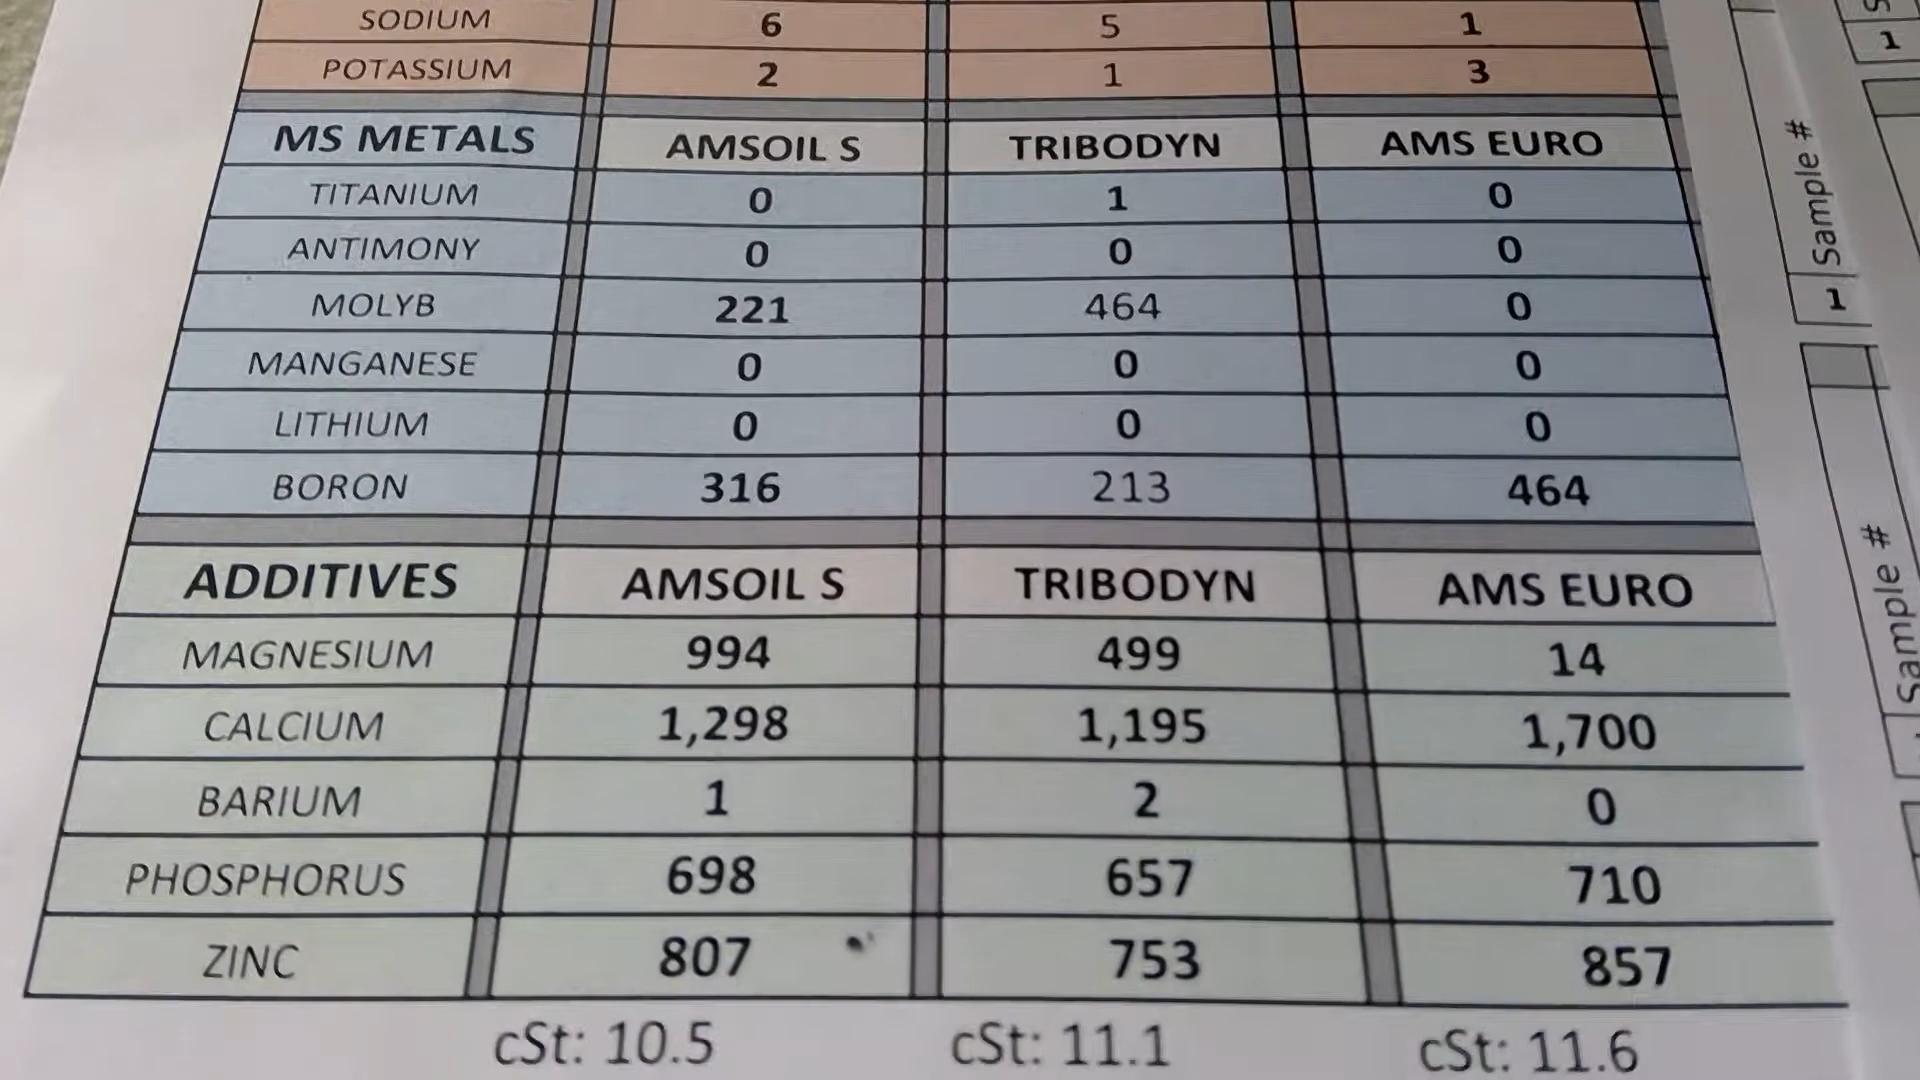 SODIUM 6 5 1
POTASSIUM 2 1 3
MS METALS AMSOIL S TRIBODYN AMS EURO
TITANIUM 0 1 0
ANTIMONY 0 0 0
MOLYB 221 464 0
MANGANESE 0 0 0
LITHIUM 0 0 0
BORON 316 213 464
ADDITIVES AMSOIL S TRIBODYN AMS EURO
MAGNESIUM 994 499 14
CALCIUM 1,298 1,195 1,700
BARIUM 1 2 0
PHOSPHORUS 698 657 710
ZINC 807 753 857
cSt: 10.5 cSt: 11.1 cSt: 11.6
1
1 Sample #
Sample #